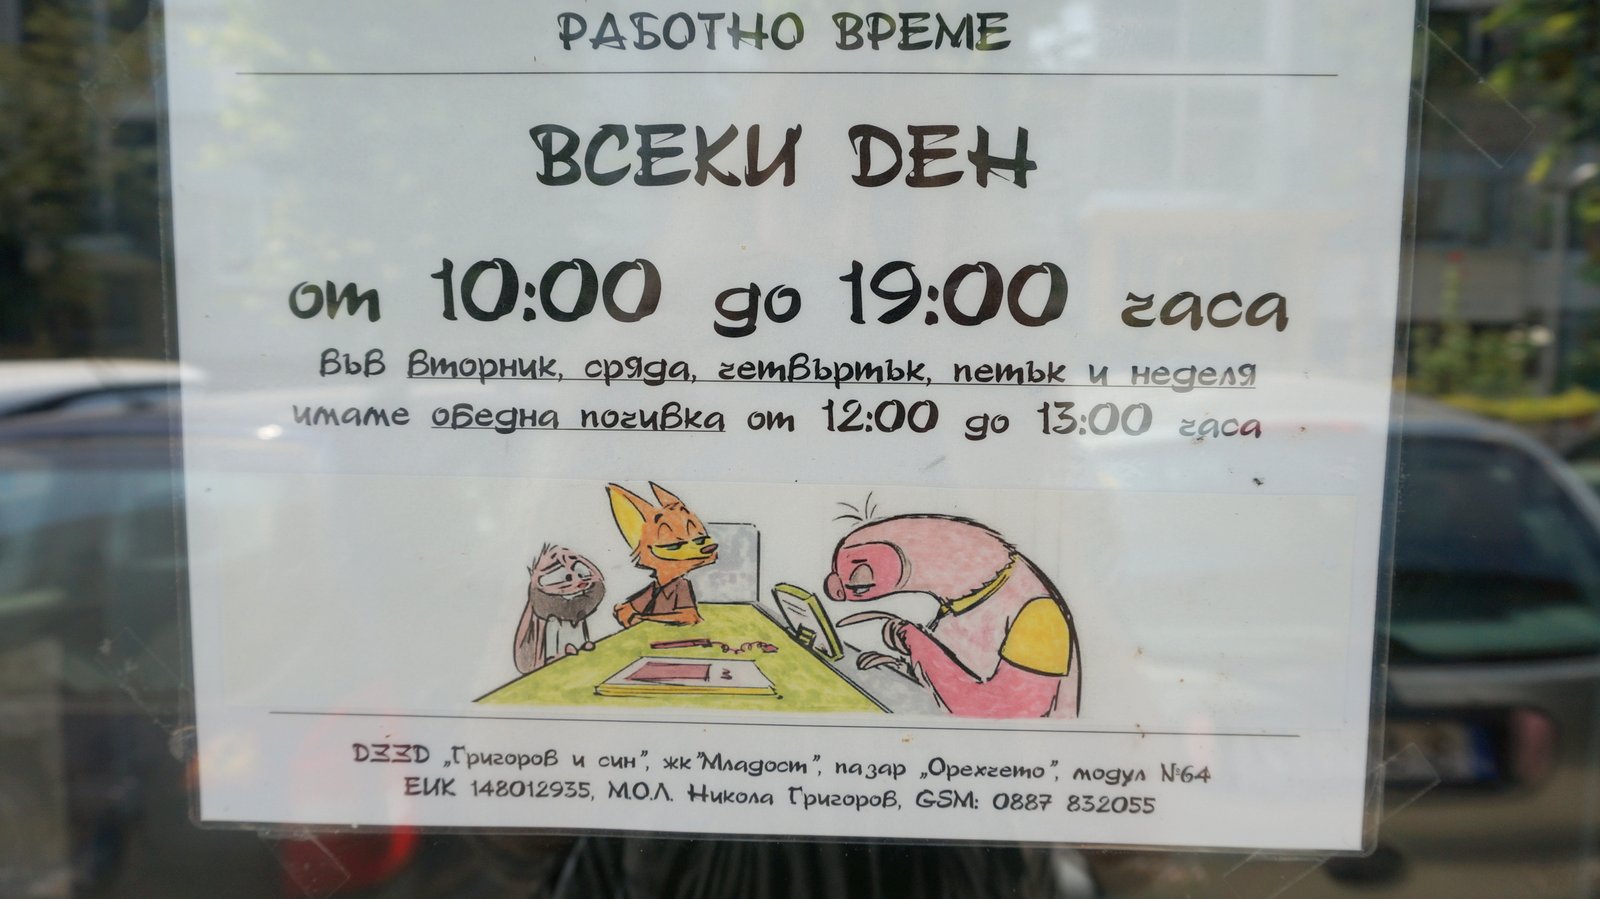 РАБОТНО ВРЕМЕ
ВСЕКИ ДЕН
от 10:00 до 19:00 часа
във вторник, сряда, четвъртък, петък и неделя
имаме обедна почивка от 12:00 до 13:00 часа
ДЗЗД „Григоров и син”, жк”Младост”, пазар „Орехчето”, модул №64
ЕИК 148012935, М.О.Л. Никола Григоров, GSM: 0887 832055